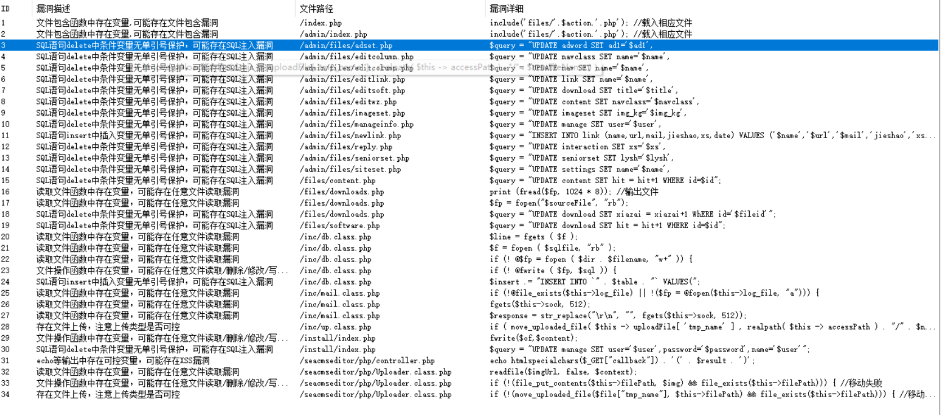 ID 漏洞描述 文件路径 漏洞详细
1 文件包含函数中存在变量,可能存在文件包含漏洞 /index.php include('files/'.$action.'.php'); //载入相应文件
2 文件包含函数中存在变量,可能存在文件包含漏洞 /admin/index.php include('files/'.$action.'.php'); //载入相应文件
3 SQL语句delete中条件变量无单引号保护,可能存在SQL注入漏洞 /admin/files/adset.php $query = "UPDATE adword SET ad1='$ad1',
4 SQL语句delete中条件变量无单引号保护,可能存在SQL注入漏洞 /admin/files/editcolumn.php $query = "UPDATE navclass SET name='$name',
5 SQL语句delete中条件变量无单引号保护,可能存在SQL注入漏洞 SET name='$name',
6 SQL语句delete中条件变量无单引号保护,可能存在SQL注入漏洞 /admin/files/editlink.php $query = "UPDATE link SET name='$name',
7 SQL语句delete中条件变量无单引号保护,可能存在SQL注入漏洞 /admin/files/editsoft.php $query = "UPDATE download SET title='$title',
8 SQL语句delete中条件变量无单引号保护,可能存在SQL注入漏洞 /admin/files/editwz.php $query = "UPDATE content SET navclass='$navclass',
9 SQL语句delete中条件变量无单引号保护,可能存在SQL注入漏洞 /admin/files/imageset.php $query = "UPDATE imageset SET img_kg='$img_kg',
10 SQL语句delete中条件变量无单引号保护,可能存在SQL注入漏洞 /admin/files/manageinfo.php $query = "UPDATE manage SET user='$user',
11 SQL语句insert中插入变量无单引号保护,可能存在SQL注入漏洞 /admin/files/newlink.php $query = "INSERT INTO link (name,url,mail,jieshao,xs,date) VALUES ('$name','$url','$mail','jieshao','xs...
12 SQL语句delete中条件变量无单引号保护,可能存在SQL注入漏洞 /admin/files/reply.php $query = "UPDATE interaction SET xs='$xs',
13 SQL语句delete中条件变量无单引号保护,可能存在SQL注入漏洞 /admin/files/seniorset.php $query = "UPDATE seniorset SET lysh='$lysh',
14 SQL语句delete中条件变量无单引号保护,可能存在SQL注入漏洞 /admin/files/siteset.php $query = "UPDATE settings SET name='$name',
15 SQL语句delete中条件变量无单引号保护,可能存在SQL注入漏洞 /files/content.php $query = "UPDATE content SET hit = hit+1 WHERE id=$id";
16 读取文件函数中存在变量,可能存在任意文件读取漏洞 /files/downloads.php print (fread($fp, 1024 * 8)); //输出文件
17 读取文件函数中存在变量,可能存在任意文件读取漏洞 /files/downloads.php $fp = fopen("$sourceFile", "rb");
18 SQL语句delete中条件变量无单引号保护,可能存在SQL注入漏洞 /files/downloads.php $query = "UPDATE download SET xiazai = xiazai+1 WHERE id='$fileid'";
19 SQL语句delete中条件变量无单引号保护,可能存在SQL注入漏洞 /files/software.php $query = "UPDATE download SET hit = hit+1 WHERE id=$id";
20 读取文件函数中存在变量,可能存在任意文件读取漏洞 /inc/db.class.php $line = fgets ( $f );
21 读取文件函数中存在变量,可能存在任意文件读取漏洞 /inc/db.class.php $f = fopen ( $sqlfile, "rb" );
22 读取文件函数中存在变量,可能存在任意文件读取漏洞 /inc/db.class.php if (! @$fp = fopen ( $dir . $filename, "w+" )) {
23 文件操作函数中存在变量,可能存在任意文件读取/删除/修改/写... /inc/db.class.php if (! @fwrite ( $fp, $sql )) {
24 SQL语句insert中插入变量无单引号保护,可能存在SQL注入漏洞 /inc/db.class.php $insert .= "INSERT INTO `" . $table . "` VALUES(";
25 读取文件函数中存在变量,可能存在任意文件读取漏洞 /inc/mail.class.php if (!@file_exists($this->log_file) || !($fp = @fopen($this->log_file, "a"))) {
26 读取文件函数中存在变量,可能存在任意文件读取漏洞 /inc/mail.class.php fgets($this->sock, 512);
27 读取文件函数中存在变量,可能存在任意文件读取漏洞 /inc/mail.class.php $response = str_replace("\r\n", "", fgets($this->sock, 512));
28 存在文件上传,注意上传类型是否可控 /inc/up.class.php if ( move_uploaded_file( $this -> uploadFile[ 'tmp_name' ] , realpath( $this -> accessPath ) . "/" . $n...
29 文件操作函数中存在变量,可能存在任意文件读取/删除/修改/写... /install/index.php fwrite($cf,$content);
30 SQL语句delete中条件变量无单引号保护,可能存在SQL注入漏洞 /install/index.php $query = "UPDATE manage SET user='$user',password='$password',name='$user'";
31 echo等输出中存在可控变量,可能存在XSS漏洞 /seacmseditor/php/controller.php echo htmlspecialchars($_GET["callback"]) . '(' . $result . ')';
32 读取文件函数中存在变量,可能存在任意文件读取漏洞 /seacmseditor/php/Uploader.class.php readfile($imgUrl, false, $context);
33 文件操作函数中存在变量,可能存在任意文件读取/删除/修改/写... /seacmseditor/php/Uploader.class.php if (!(file_put_contents($this->filePath, $img) && file_exists($this->filePath))) { //移动失败
34 存在文件上传,注意上传类型是否可控 /seacmseditor/php/Uploader.class.php if (!(move_uploaded_file($file["tmp_name"], $this->filePath) && file_exists($this->filePath))) { //移动...